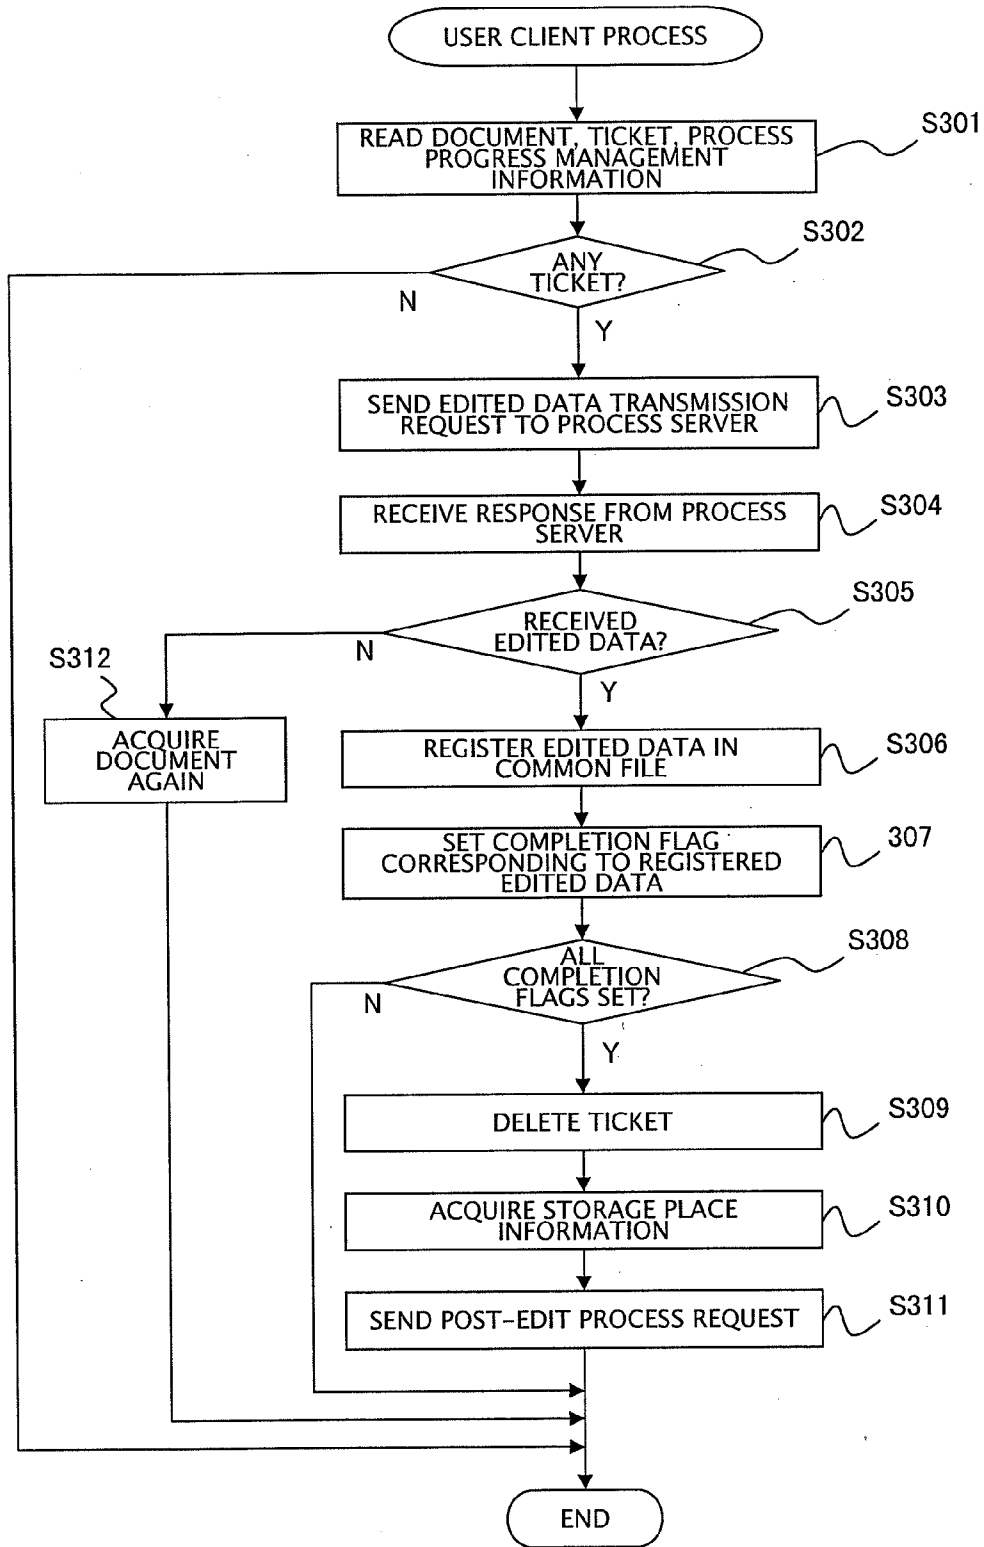 USER CLIENT PROCESS
READ DOCUMENT, TICKET, PROCESS
PROGRESS MANAGEMENT
INFORMATION
S301
ANY
TICKET?
S302
N
Y
SEND EDITED DATA TRANSMISSION
REQUEST TO PROCESS SERVER
S303
RECEIVE RESPONSE FROM PROCESS
SERVER
S304
RECEIVED
EDITED DATA?
S305
N
Y
S312
ACQUIRE
DOCUMENT
AGAIN
REGISTER EDITED DATA IN
COMMON FILE
S306
SET COMPLETION FLAG
CORRESPONDING TO REGISTERED
EDITED DATA
307
ALL
COMPLETION
FLAGS SET?
S308
N
Y
DELETE TICKET
S309
ACQUIRE STORAGE PLACE
INFORMATION
S310
SEND POST-EDIT PROCESS REQUEST
S311
END